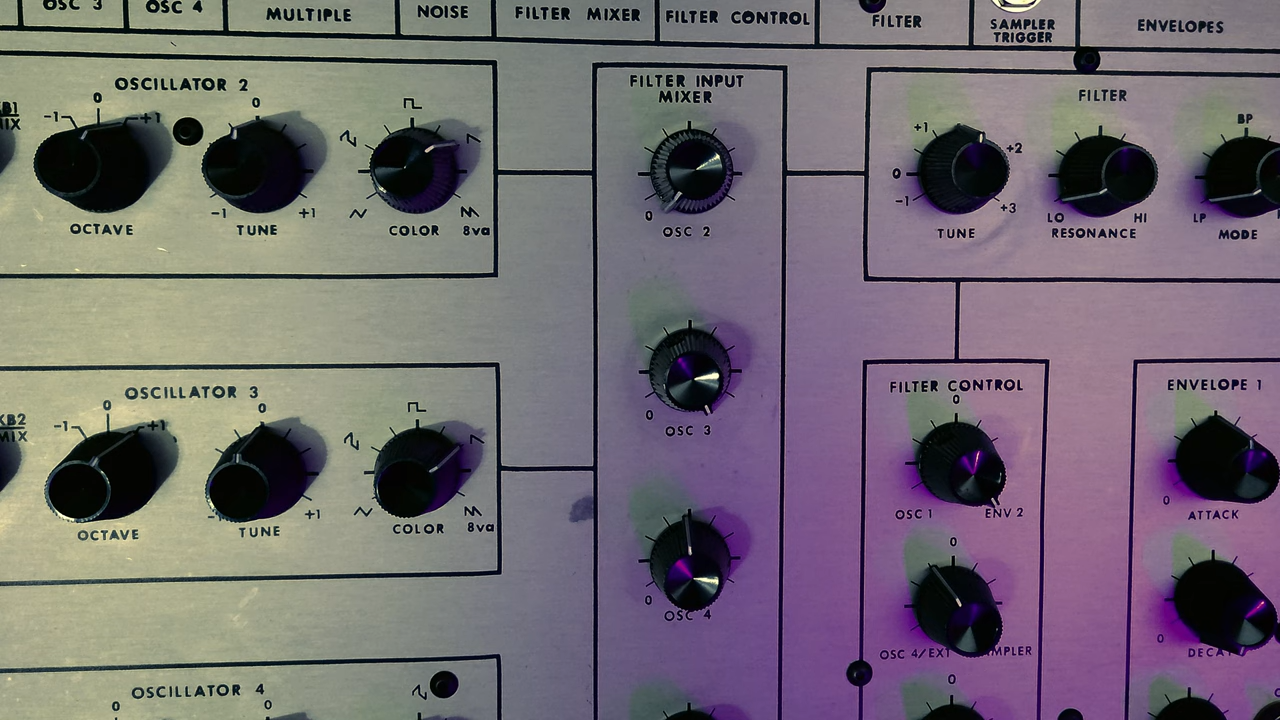 OSC 3
OSC 4
MULTIPLE
NOISE
FILTER MIXER
FILTER CONTROL
FILTER
SAMPLER
TRIGGER
ENVELOPES
OSCILLATOR 2
MIX
-1
0
+1
OCTAVE
0
-1
+1
TUNE
COLOR
8va
FILTER INPUT
MIXER
0
OSC 2
0
OSC 3
0
OSC 4
FILTER
+1
0
-1
+2
+3
TUNE
LO
HI
RESONANCE
BP
LP
MODE
OSCILLATOR 3
KB2
MIX
-1
0
+1
OCTAVE
0
+1
TUNE
COLOR
8va
FILTER CONTROL
0
OSC 1
ENV 2
0
OSC 4/EXT
0
ENVELOPE 1
0
ATTACK
0
DECAY
OSCILLATOR 4
0
0